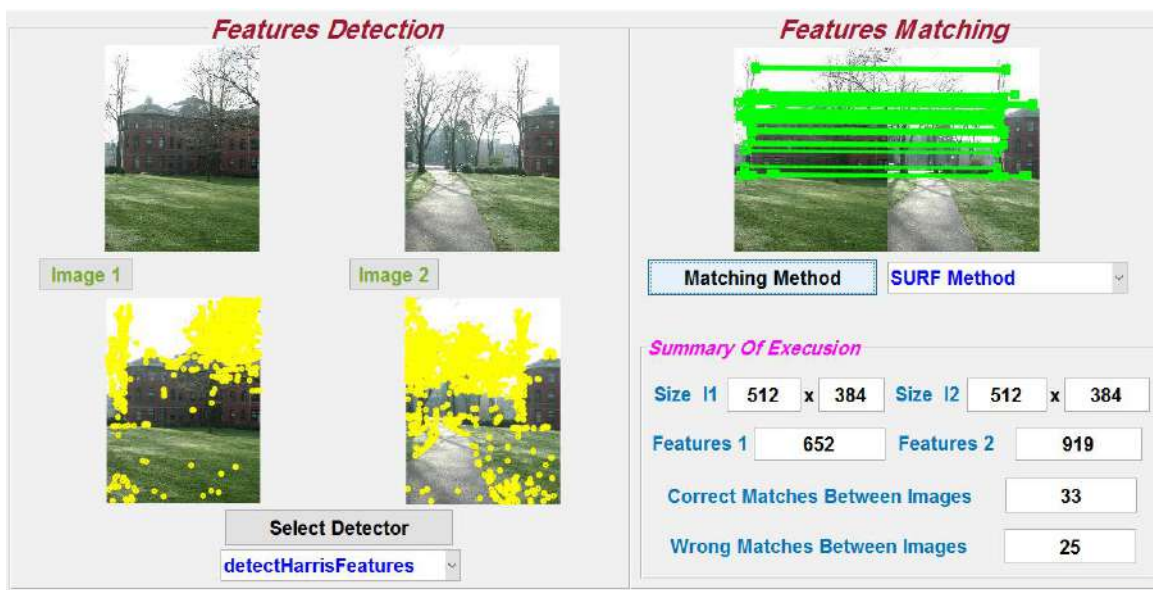 Features Detection
Image 1
Image 2
Select Detector
detectHarrisFeatures
Features Matching
Matching Method
SURF Method
Summary Of Execusion
Size I1 512 x 384 Size I2 512 x 384
Features 1 652 Features 2 919
Correct Matches Between Images 33
Wrong Matches Between Images 25